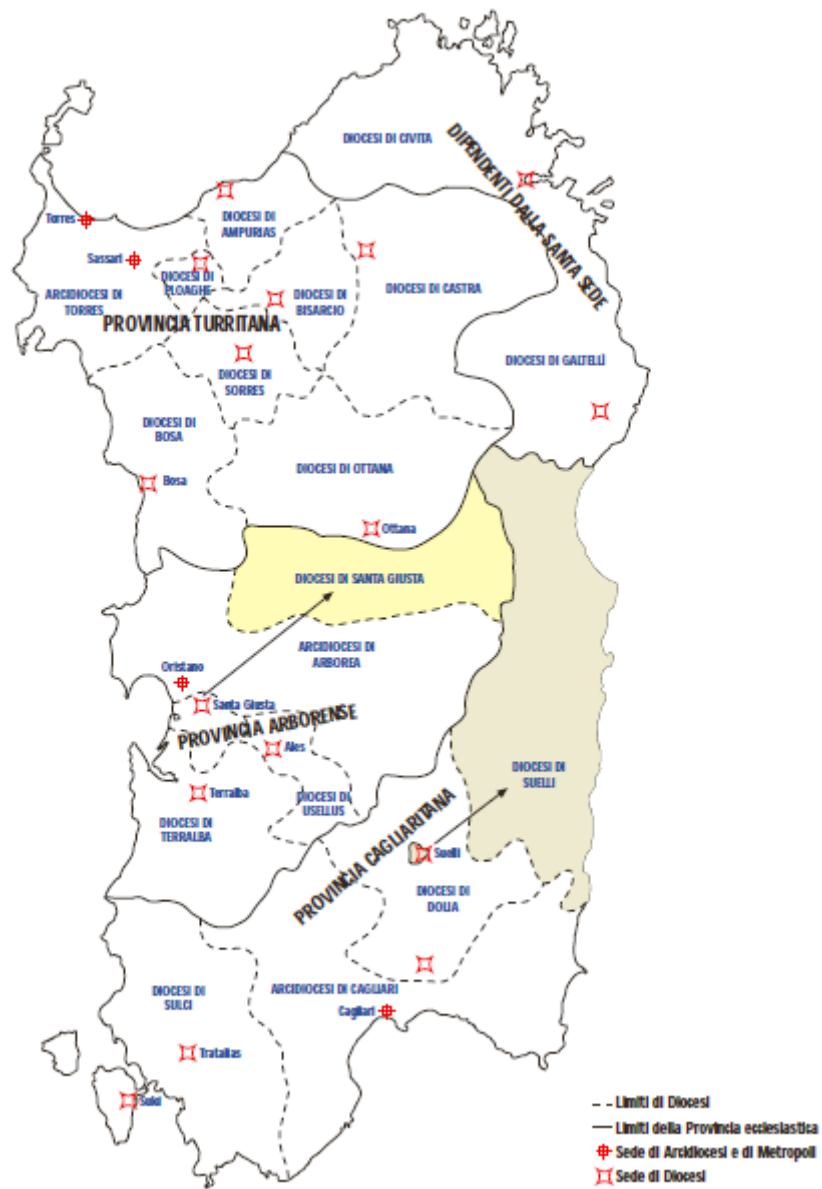 DIOCESI DI CIVITA
DIPENDENTI DALLA SANTA SEDE
DIOCESI DI
AMPURIAS
Torres
Sassari
DIOCESI DI
PLOAGHE
ARCIDIOCESI DI
TORRES
DIOCESI DI
BISARCIO
DIOCESI DI CASTRA
PROVINCIA TURRITANA
DIOCESI DI GALTELLÌ
DIOCESI DI
SORRES
DIOCESI DI
BOSA
DIOCESI DI OTTANA
Bosa
Ottana
DIOCESI DI SANTA GIUSTA
ARCIDIOCESI DI
ARBOREA
Oristano
Santa Giusta
PROVINCIA ARBORENSE
Ales
DIOCESI DI
SUELLI
Terralba
DIOCESI DI
USELLUS
DIOCESI DI
TERRALBA
PROVINCIA CAGLIARITANA
Suelli
DIOCESI DI
DOLIA
DIOCESI DI
SULCI
ARCIDIOCESI DI CAGLIARI
Cagliari
Tratalias
Sulci
Limiti di Diocesi
Limiti della Provincia ecclesiastica
Sede di Arcidiocesi e di Metropoli
Sede di Diocesi